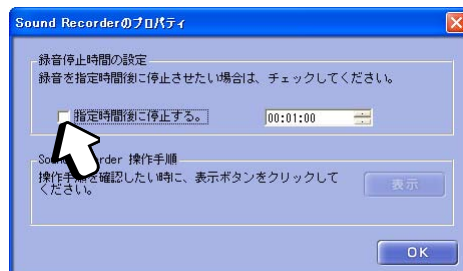 Sound Recorderのプロパティ
録音停止時間の設定
録音を指定時間後に停止させたい場合は、チェックしてください。
指定時間後に停止する。
00:01:00
Sound Recorder 操作手順
操作手順を確認したい時に、表示ボタンをクリックして
ください。
表示
OK